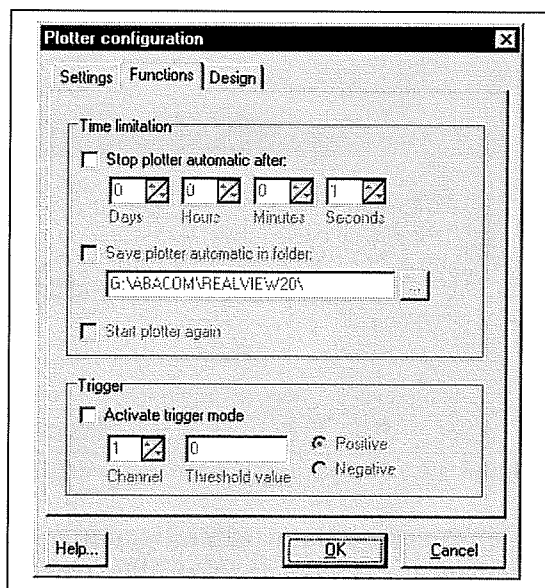 Plotter configuration
Settings Functions Design
Time limitation
Stop plotter automatic after:
0 0 0 1
Days Hours Minutes Seconds
Save plotter automatic in folder:
G:\ABACOM\REALVIEW20\ ...
Start plotter again
Trigger
Activate trigger mode
1 0 Positive
Channel Threshold value Negative
Help... OK Cancel